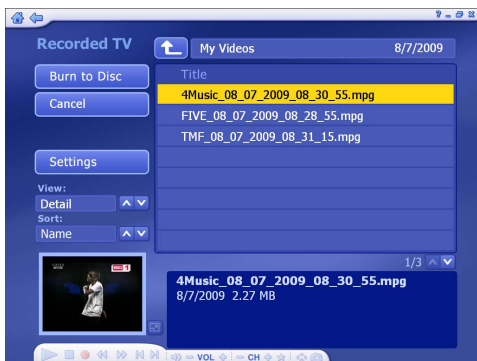 Recorded TV
My Videos
8/7/2009
Burn to Disc
Cancel
Settings
View:
Detail
Sort:
Name
Title
4Music_08_07_2009_08_30_55.mpg
FIVE_08_07_2009_08_28_55.mpg
TMF_08_07_2009_08_31_15.mpg
1/3
4Music_08_07_2009_08_30_55.mpg
8/7/2009 2.27 MB
VOL
CH